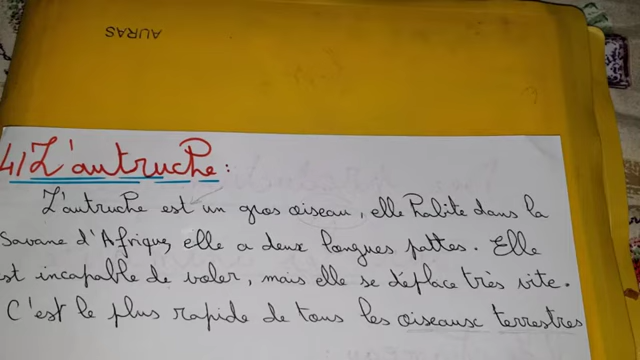 AURAS
4/ L'autruche :
L'autruche est un gros oiseau, elle habite dans la
Savane d'Afrique, elle a deux longues pattes. Elle
est incapable de voler, mais elle se déplace très vite.
C'est le plus rapide de tous les oiseaux terrestres